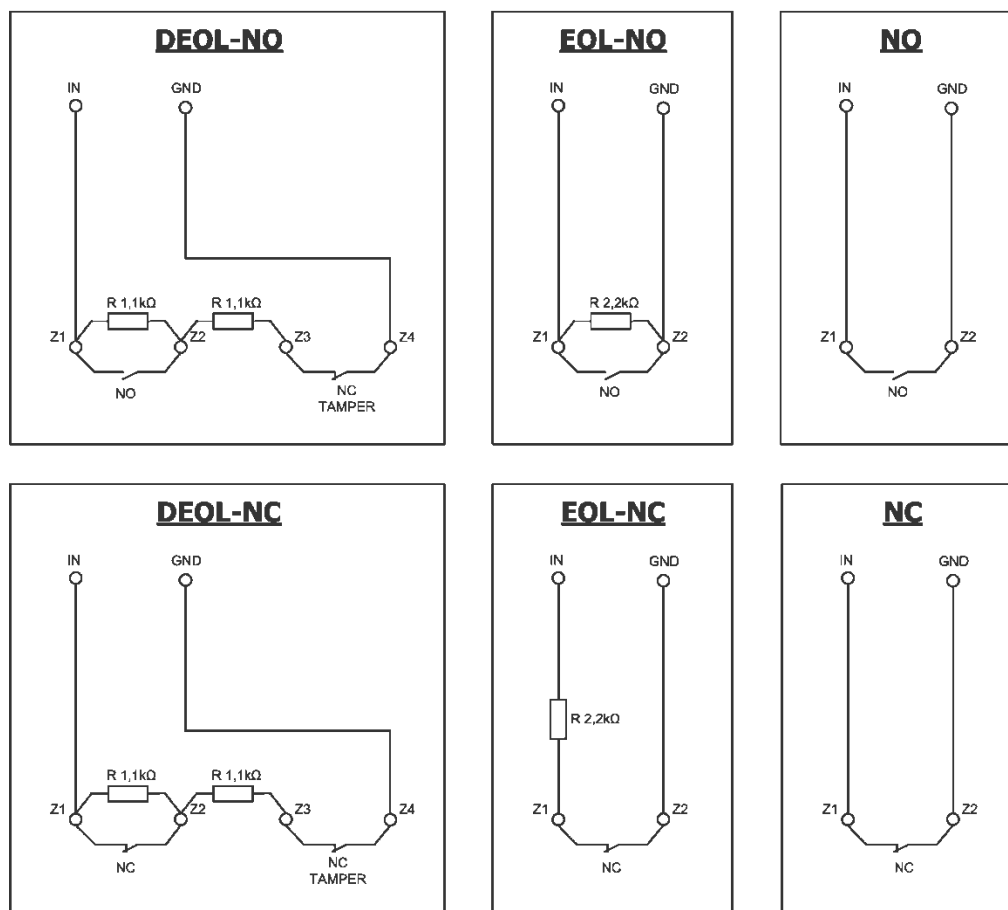 DEOL-NO
IN
GND
R 1,1kΩ
R 1,1kΩ
Z1
Z2
Z3
Z4
NO
NC
TAMPER
EOL-NO
IN
GND
R 2,2kΩ
Z1
Z2
NO
NO
IN
GND
Z1
Z2
NO
DEOL-NC
IN
GND
R 1,1kΩ
R 1,1kΩ
Z1
Z2
Z3
Z4
NC
NC
TAMPER
EOL-NC
IN
GND
R 2,2kΩ
Z1
Z2
NC
NC
IN
GND
Z1
Z2
NC